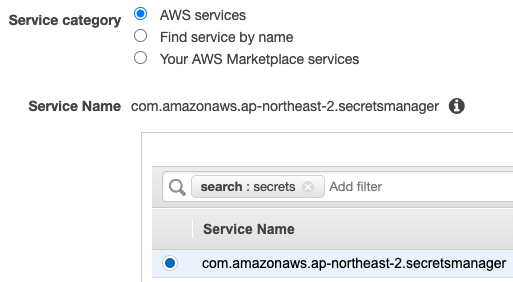 Service category
AWS services
Find service by name
Your AWS Marketplace services
Service Name com.amazonaws.ap-northeast-2.secretsmanager
search : secrets Add filter
Service Name
com.amazonaws.ap-northeast-2.secretsmanager